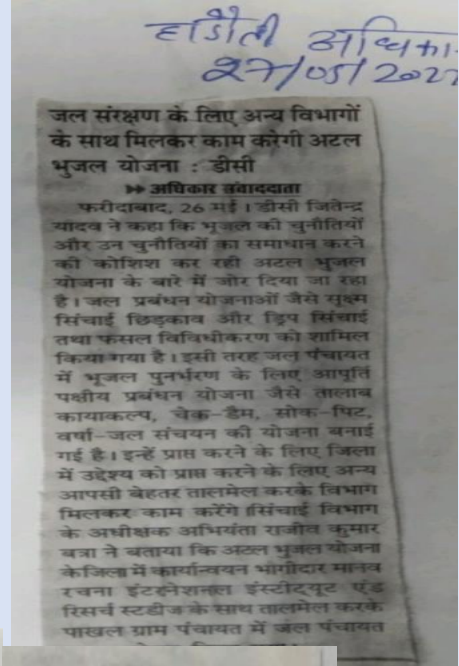 हाडौती अधिका
27/05/202
जल संरक्षण के लिए अन्य विभागों
के साथ मिलकर काम करेगी अटल
भुजल योजना : डीसी
अधिकार संवाददाता
फरीदाबाद, 26 मई । डीसी जितेन्द्र
यादव ने कहा कि भूजल की चुनौतियों
और उन चुनौतियों का समाधान करने
की कोशिश कर रही अटल भुजल
योजना के बारे में जोर दिया जा रहा
है। जल प्रबंधन योजनाओं जैसे सूक्ष्म
सिंचाई छिड़काव और ड्रिप सिंचाई
तथा फसल विविधीकरण को शामिल
किया गया है। इसी तरह जल पंचायत
में भूजल पुनर्भरण के लिए आपूर्ति
पक्षीय प्रबंधन योजना जैसे तालाब
कायाकल्प, चेक-डैम, सोक-पिट,
वर्षा-जल संचयन की योजना बनाई
गई है। इन्हें प्राप्त करने के लिए जिला
में उद्देश्य को प्राप्त करने के लिए अन्य
आपसी बेहतर तालमेल करके विभाग
मिलकर काम करेंगे ।सिंचाई विभाग
के अधीक्षक अभियंता राजीव कुमार
बत्रा ने बताया कि अटल भुजल योजना
के जिला में कार्यान्वयन भागीदार मानव
रचना इंटरनेशनल इंस्टीट्यूट एंड
रिसर्च स्टडीज के साथ तालमेल करके
पाखल ग्राम पंचायत में जल पंचायत